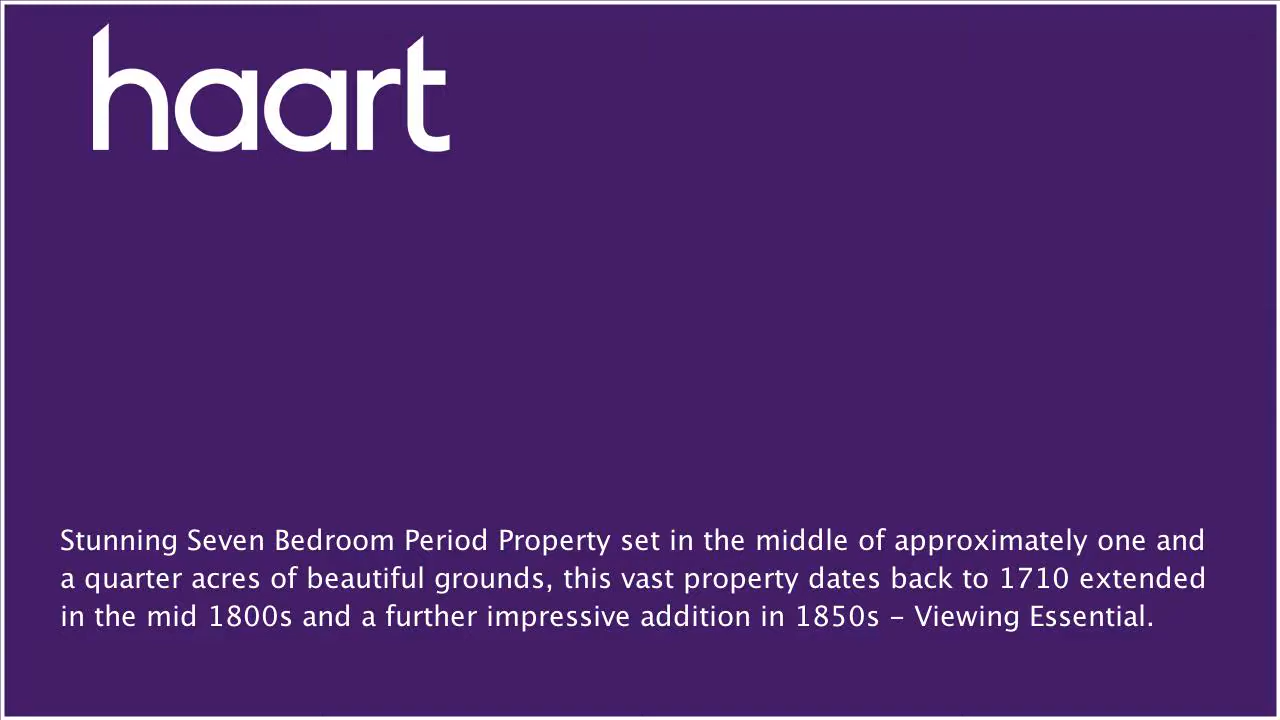 haart
Stunning Seven Bedroom Period Property set in the middle of approximately one and
a quarter acres of beautiful grounds, this vast property dates back to 1710 extended
in the mid 1800s and a further impressive addition in 1850s – Viewing Essential.